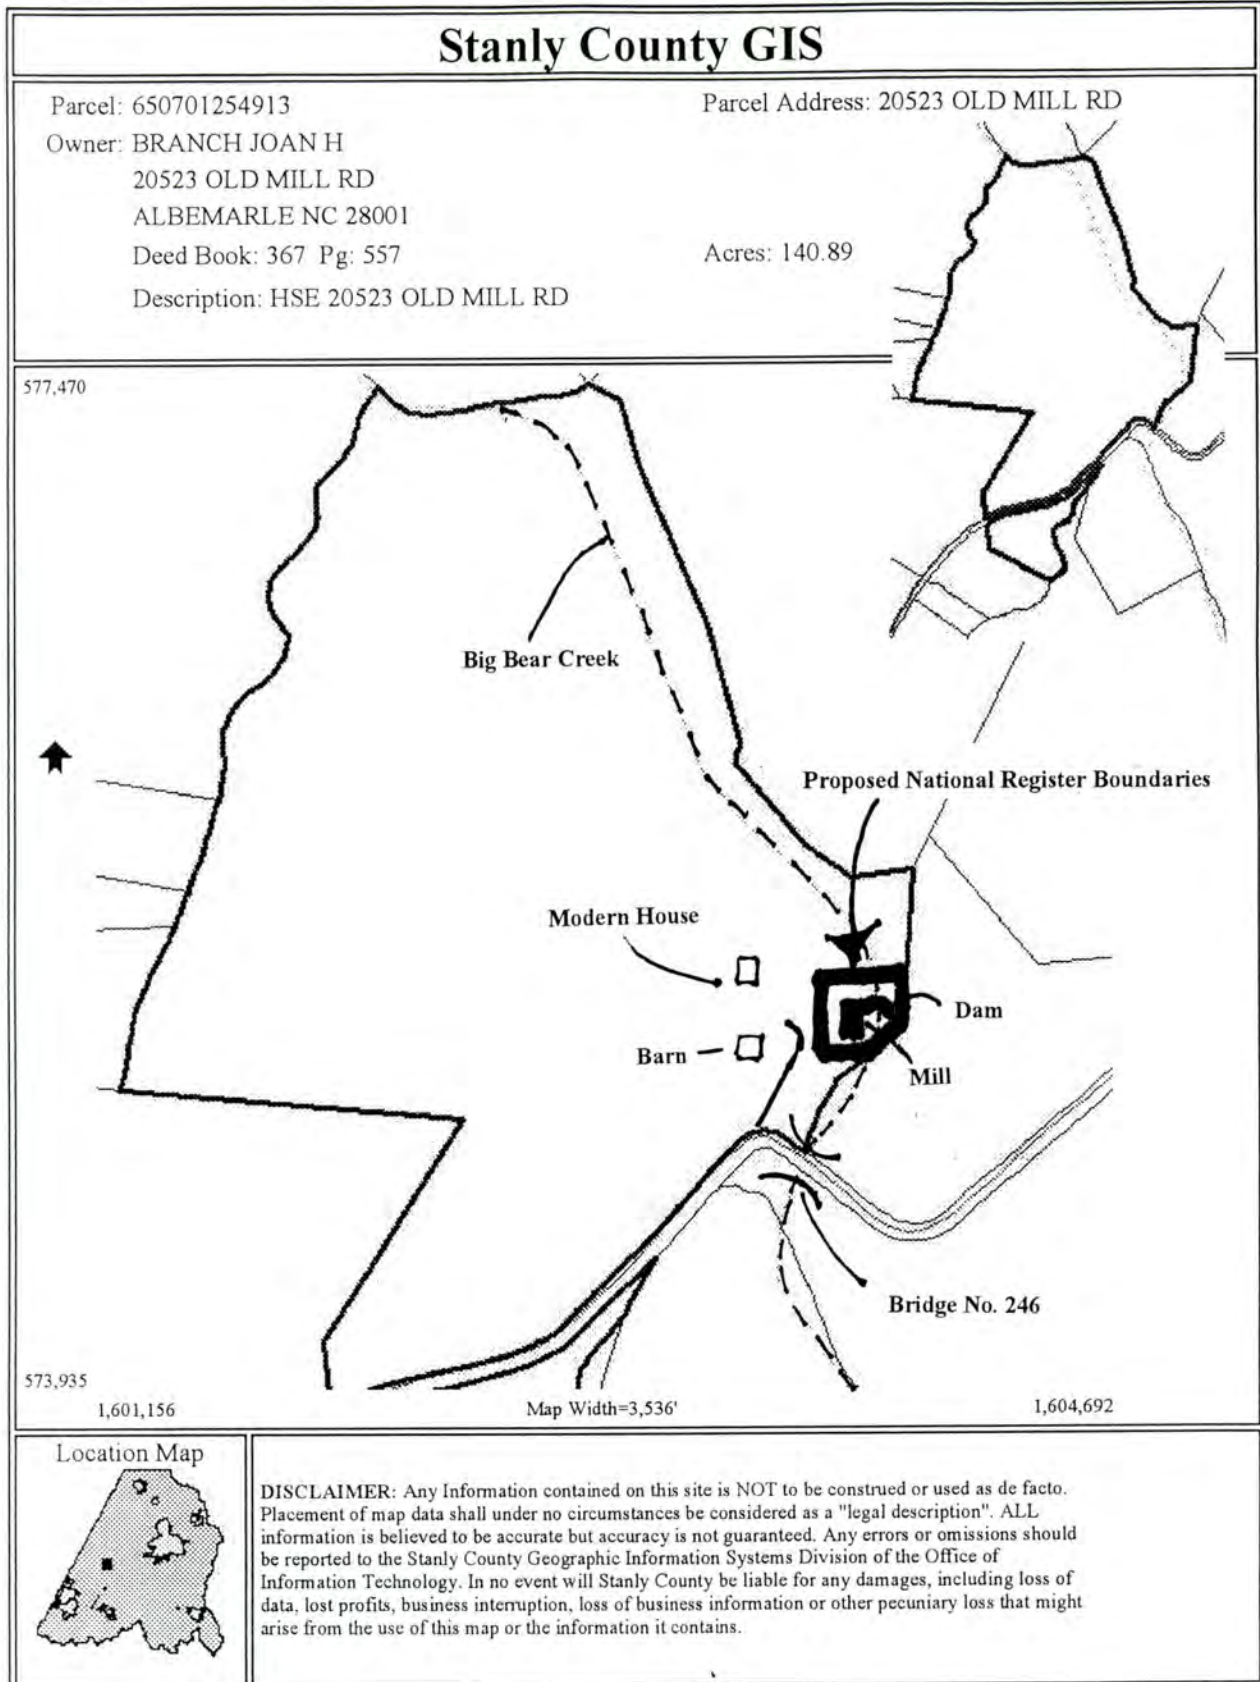 Stanly County GIS
Parcel: 650701254913
Parcel Address: 20523 OLD MILL RD
Owner: BRANCH JOAN H
20523 OLD MILL RD
ALBEMARLE NC 28001
Deed Book: 367 Pg: 557
Acres: 140.89
Description: HSE 20523 OLD MILL RD
577,470
Big Bear Creek
Proposed National Register Boundaries
Modern House
Dam
Barn
Mill
Bridge No. 246
573,935
1,601,156
Map Width=3,536'
1,604,692
Location Map
DISCLAIMER: Any Information contained on this site is NOT to be construed or used as de facto.
Placement of map data shall under no circumstances be considered as a "legal description". ALL
information is believed to be accurate but accuracy is not guaranteed. Any errors or omissions should
be reported to the Stanly County Geographic Information Systems Division of the Office of
Information Technology. In no event will Stanly County be liable for any damages, including loss of
data, lost profits, business interruption, loss of business information or other pecuniary loss that might
arise from the use of this map or the information it contains.